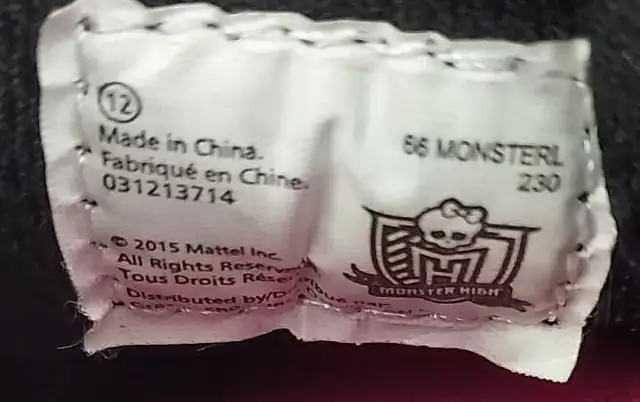 12
Made in China.
Fabriqué en Chine.
031213714
© 2015 Mattel Inc.
All Rights Reserv
Tous Droits Rése
Distributed by/D
66 MONSTERL
230
MONSTER HIGH